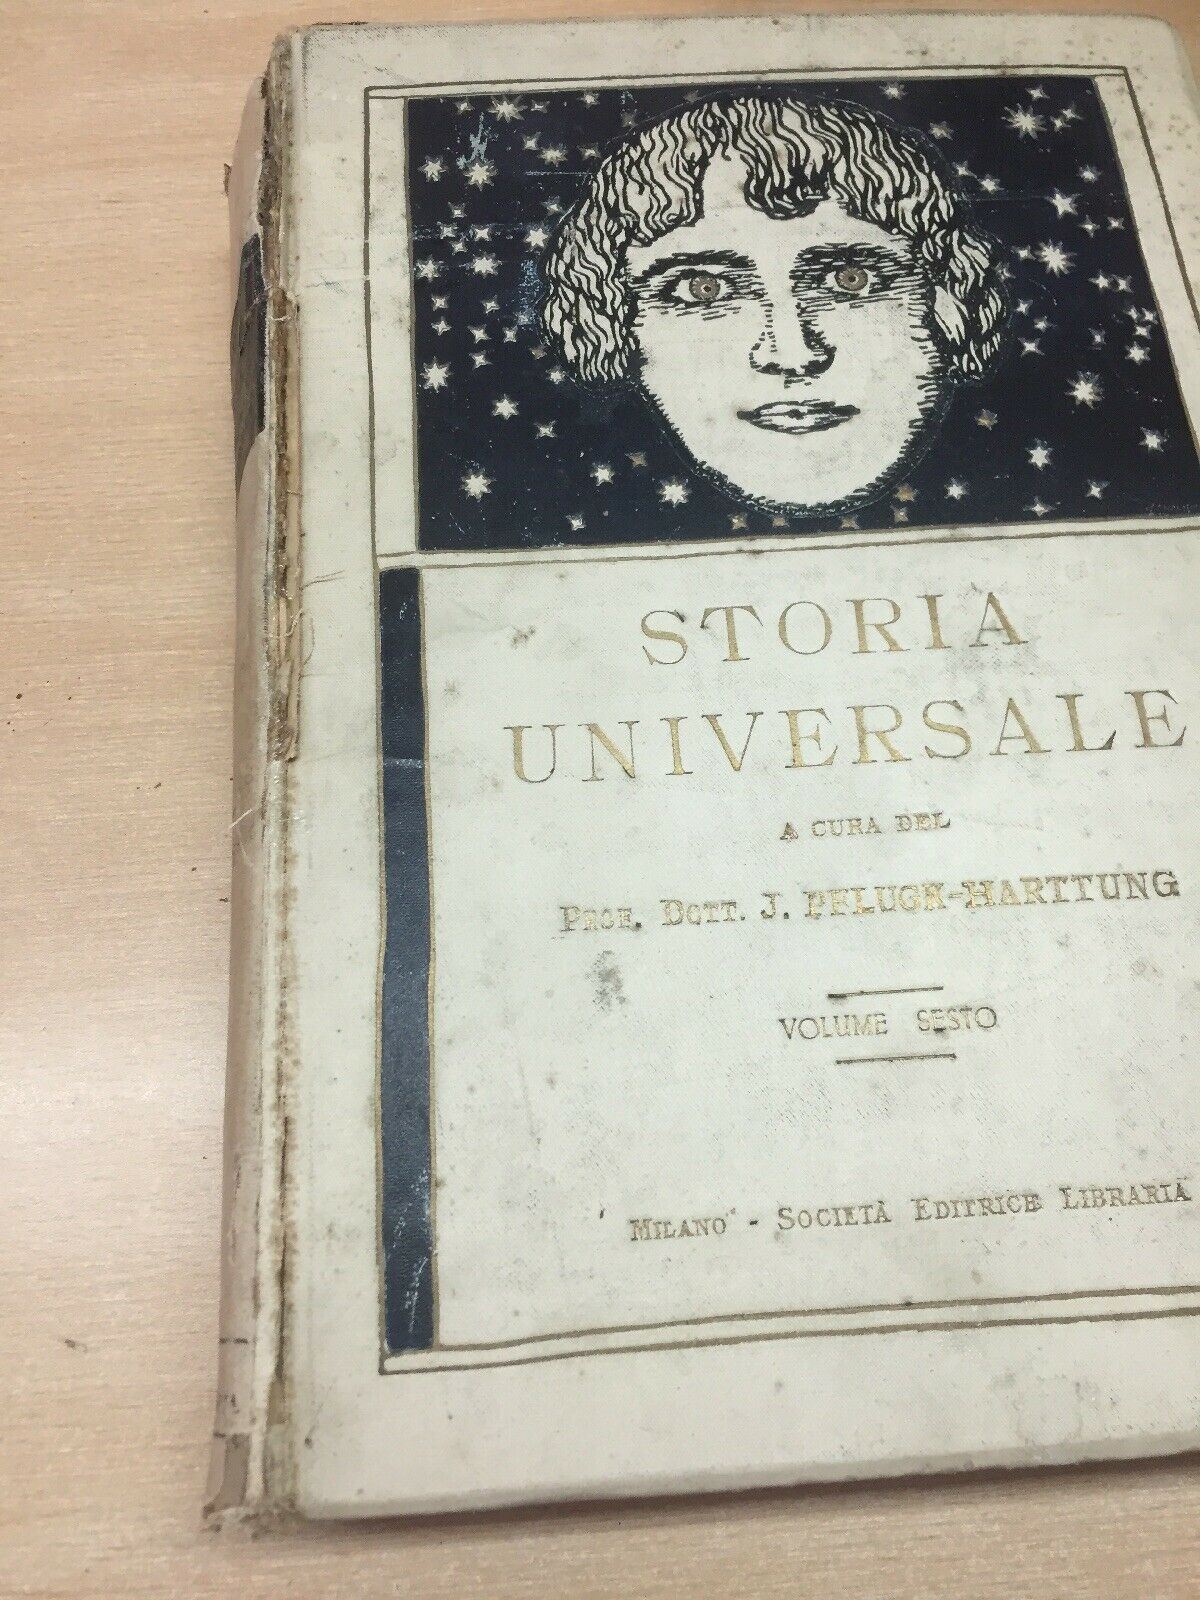 STORIA
UNIVERSALE
A CURA DEL
PROF. DOTT. J. PFLUGK-HARTTUNG
VOLUME SESTO
MILANO - SOCIETÀ EDITRICE LIBRARIA